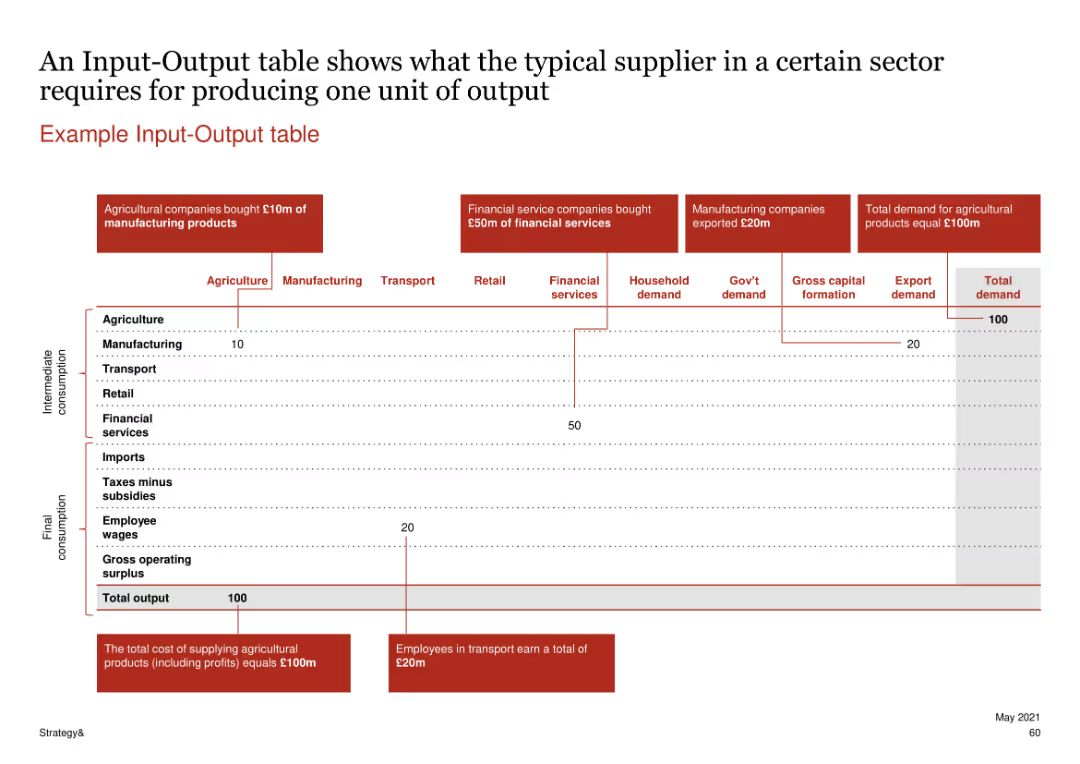 An Input-Output table shows what the typical supplier in a certain sector
requires for producing one unit of output
Example Input-Output table
Agricultural companies bought £10m of
manufacturing products
Financial service companies bought
£50m of financial services
Manufacturing companies
exported £20m
Total demand for agricultural
products equal £100m
Agriculture Manufacturing Transport Retail Financial services Household demand Gov't demand Gross capital formation Export demand Total demand
Intermediate
consumption
Agriculture 100
Manufacturing 10 20
Transport
Retail
Financial
services 50
Final
consumption
Imports
Taxes minus
subsidies
Employee
wages 20
Gross operating
surplus
Total output 100
The total cost of supplying agricultural
products (including profits) equals £100m
Employees in transport earn a total of
£20m
May 2021
Strategy& 60